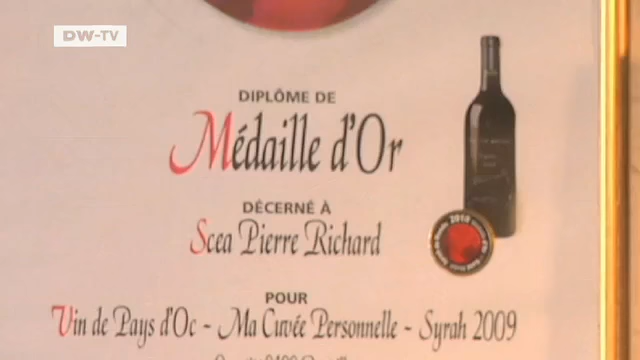 DW-TV
DIPLÔME DE
Médaille d'Or
DÉCERNÉ À
Scea Pierre Richard
POUR
Vin de Pays d'Oc - Ma Cuvée Personnelle - Syrah 2009